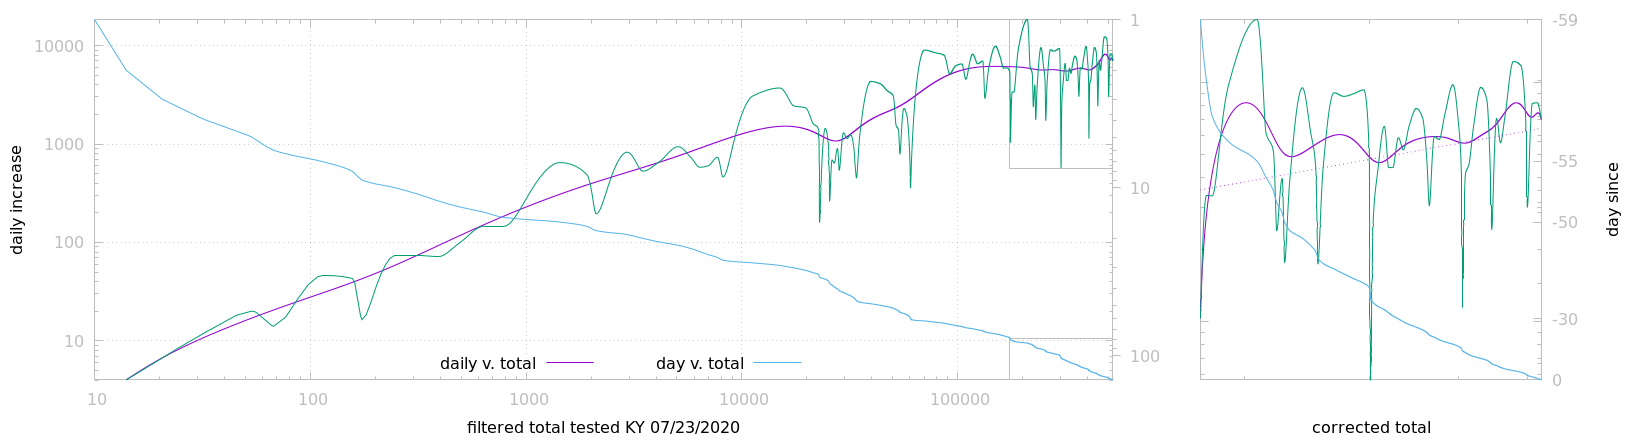 10000
1000
100
10
daily increase
10
100
1000
10000
100000
1
10
100
daily v. total
day v. total
filtered total tested KY 07/23/2020
-59
-55
-50
-30
0
day since
corrected total